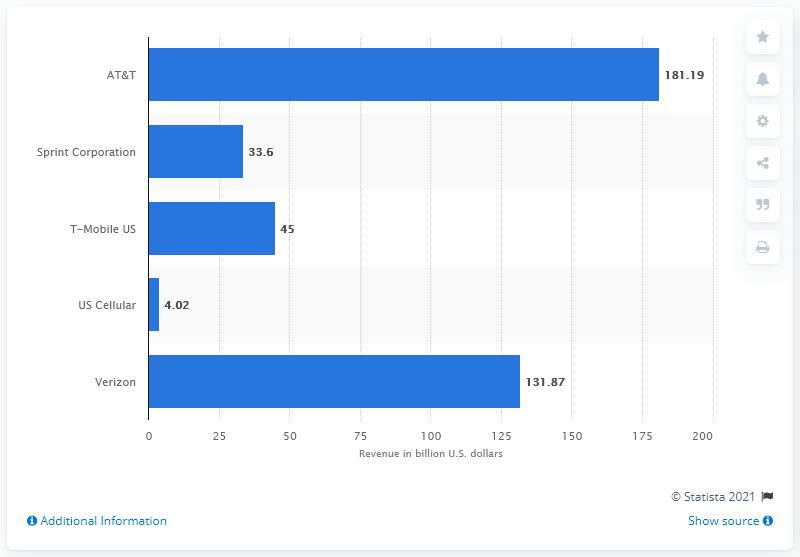 AT&T
181.19
Sprint Corporation
33.6
T-Mobile US
45
US Cellular
4.02
Verizon
131.87
0 25 50 75 100 125 150 175 200
Revenue in billion U.S. dollars
© Statista 2021
Additional Information
Show source